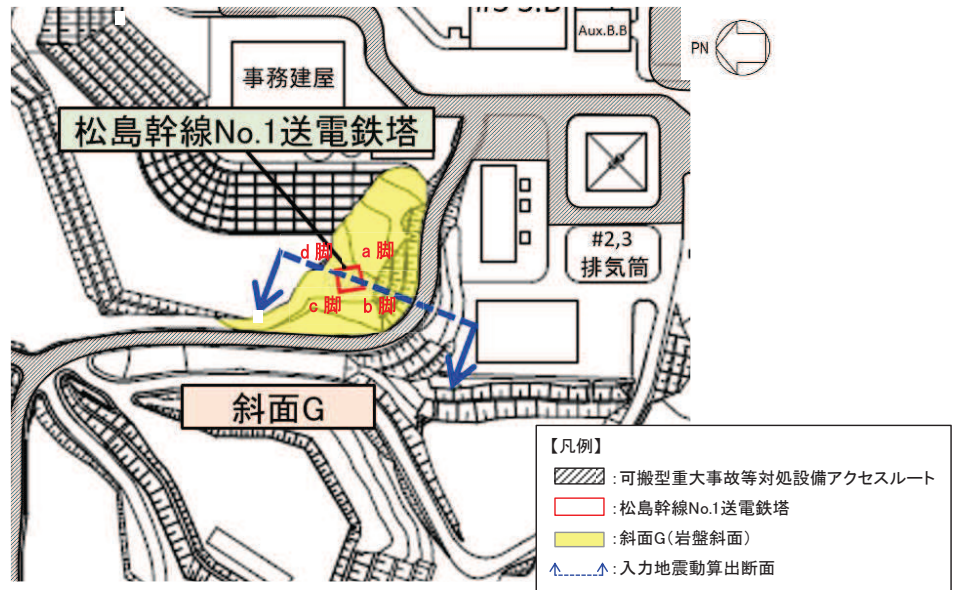 #3 S.B
Aux.B.B
PN
事務建屋
松島幹線No.1送電鉄塔
d 脚
a 脚
c 脚
b 脚
#2,3
排気筒
斜面G
【凡例】
:可搬型重大事故等対処設備アクセスルート
:松島幹線No.1送電鉄塔
:斜面G(岩盤斜面)
:入力地震動算出断面